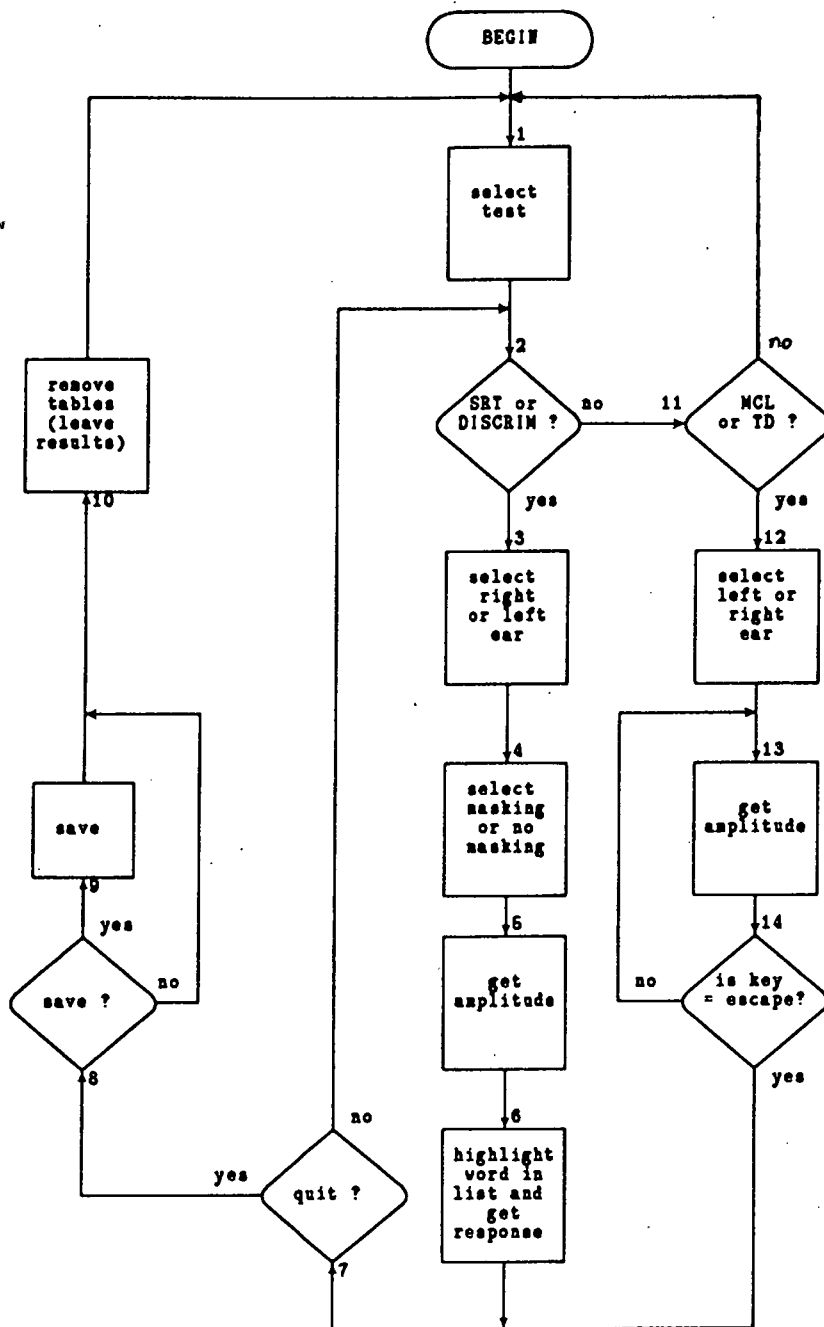 BEGIN
1
select
test
2
SRT or
DISCRIM ?
no
11
MCL
or TD ?
no
yes
3
select
right
or left
ear
yes
12
select
left or
right
ear
4
select
masking
or no
masking
13
get
amplitude
5
get
amplitude
14
is key
= escape?
no
yes
6
highlight
word in
list and
get
response
7
quit ?
no
yes
8
save ?
no
yes
9
save
10
remove
tables
(leave
results)